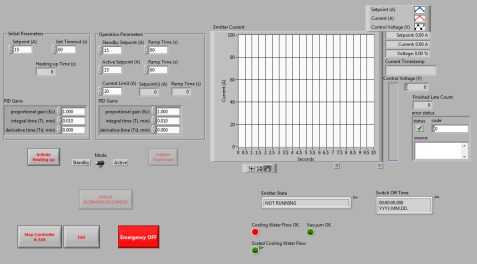 Initial Parameters
Setpoint (A)
Set Timeout (s)
15
60
Heating up Time (s)
0
PID Gains
proportional gain (Kc)
1.000
integral time (Ti, min)
0.010
derivative time (Td, min)
0.000
Operation Parameters
Standby Setpoint (A)
Ramp Time (s)
15
60
Active Setpoint (A)
Ramp Time (s)
15
60
Current Limit (A)
Setpoint(i) (A)
Ramp Time (s)
20
0
0
PID Gains
proportional gain (Kc)
1.000
integral time (Ti, min)
0.010
derivative time (Td, min)
0.000
Initiate
Heating up
Mode
Standby
Active
Initiate
Shutdown
ERROR
ACKNOWLEDGEMENT
Stop Controller
& Exit
Exit
Emergency OFF
Emitter Current
Setpoint (A)
Current (A)
Control Voltage (V)
Setpoint: 0.00 A
Current: 0.00 A
Voltage: 0.00 %
Current Timestamp
Control Voltage (V)
0
Finished Late Count
0
error status
status
code
0
source
Current (A)
100
80
60
40
20
0
0 0.5 1 1.5 2 2.5 3 3.5 4 4.5 5 5.5 6 6.5 7 7.5 8 8.5 9 9.5 10
Seconds
Emitter State
NOT RUNNING
Switch Off Time
00:00:00.000
YYYY.MM.DD.
Cooling Water Flow OK
Vacuum OK
Scaled Cooling Water Flow